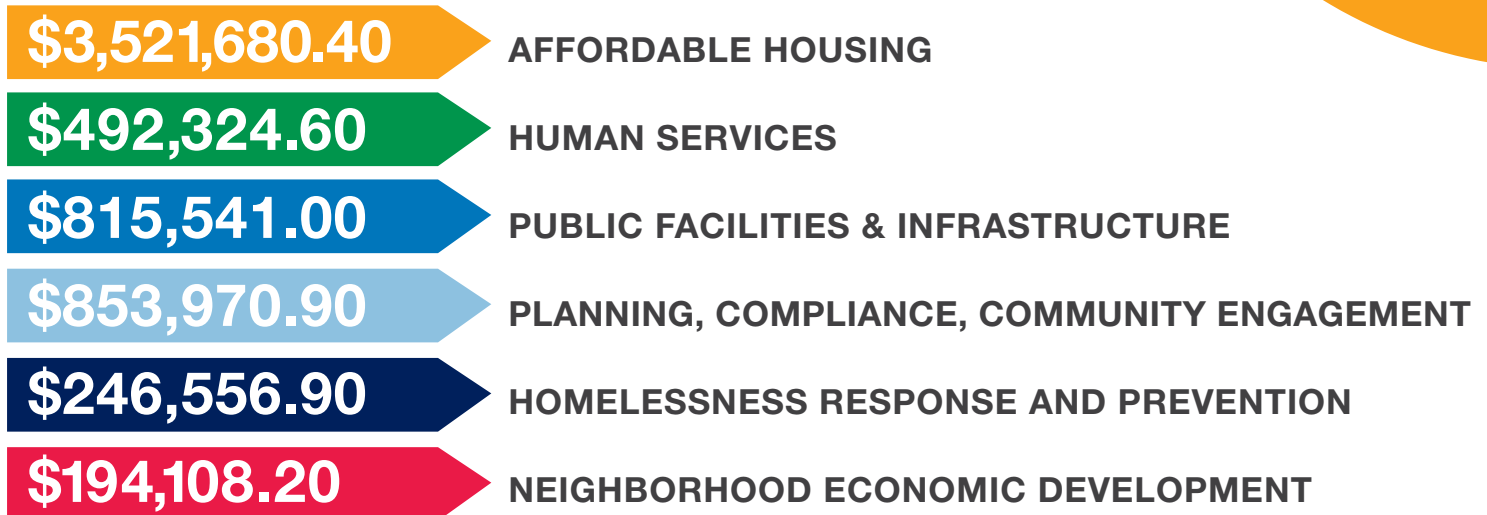 $3,521,680.40 AFFORDABLE HOUSING
$492,324.60 HUMAN SERVICES
$815,541.00 PUBLIC FACILITIES & INFRASTRUCTURE
$853,970.90 PLANNING, COMPLIANCE, COMMUNITY ENGAGEMENT
$246,556.90 HOMELESSNESS RESPONSE AND PREVENTION
$194,108.20 NEIGHBORHOOD ECONOMIC DEVELOPMENT